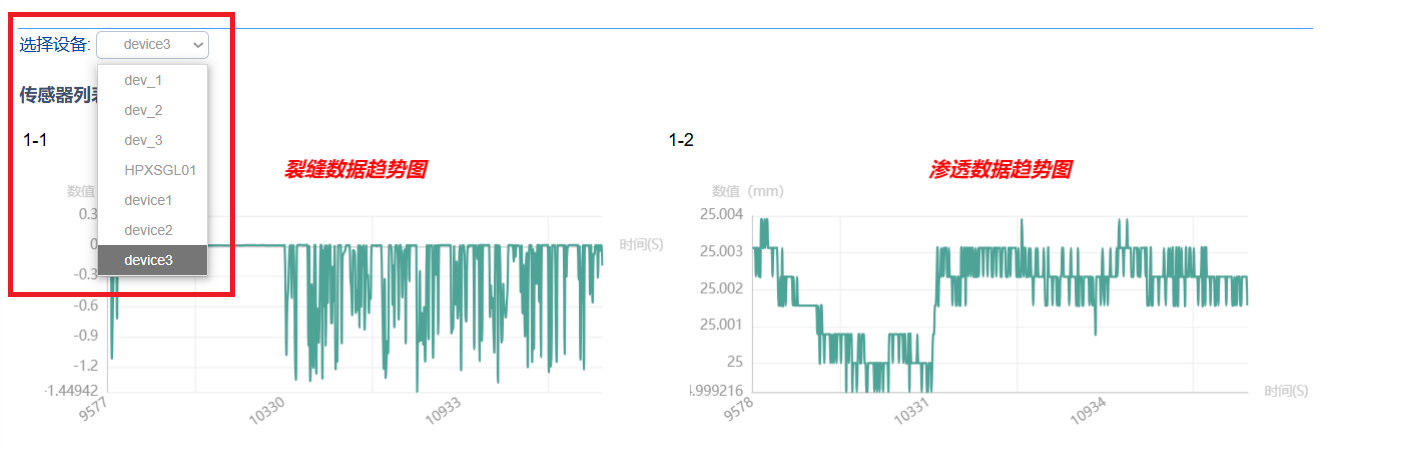 选择设备: device3
dev_1
dev_2
dev_3
HPXSGL01
device1
device2
device3
传感器列表
1-1
裂缝数据趋势图
数值
0.3
0
-0.3
-0.6
-0.9
-1.2
-1.44942
9577
10330
10933
时间(S)
1-2
渗透数据趋势图
数值（mm）
25.004
25.003
25.002
25.001
25
4.999216
9578
10331
10934
时间(S)